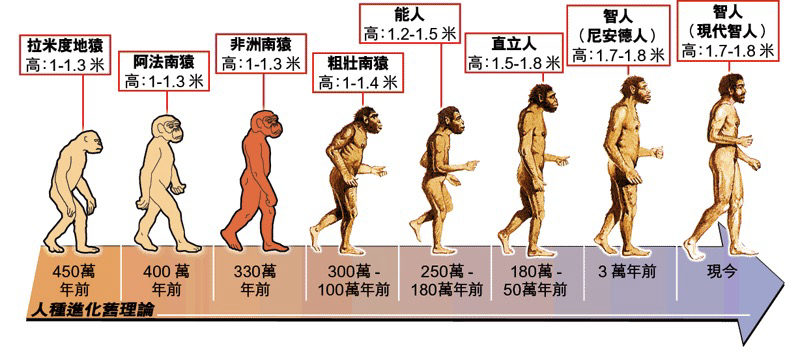 拉米度地猿
高：1-1.3 米
阿法南猿
高：1-1.3 米
非洲南猿
高：1-1.3 米
粗壯南猿
高：1-1.4 米
能人
高：1.2-1.5 米
直立人
高：1.5-1.8 米
智人
（尼安德人）
高：1.7-1.8 米
智人
（現代智人）
高：1.7-1.8 米
450萬
年前
400 萬
年前
330萬
年前
300萬 -
100萬年前
250萬 -
180萬年前
180萬 -
50萬年前
3 萬年前
現今
人種進化舊理論